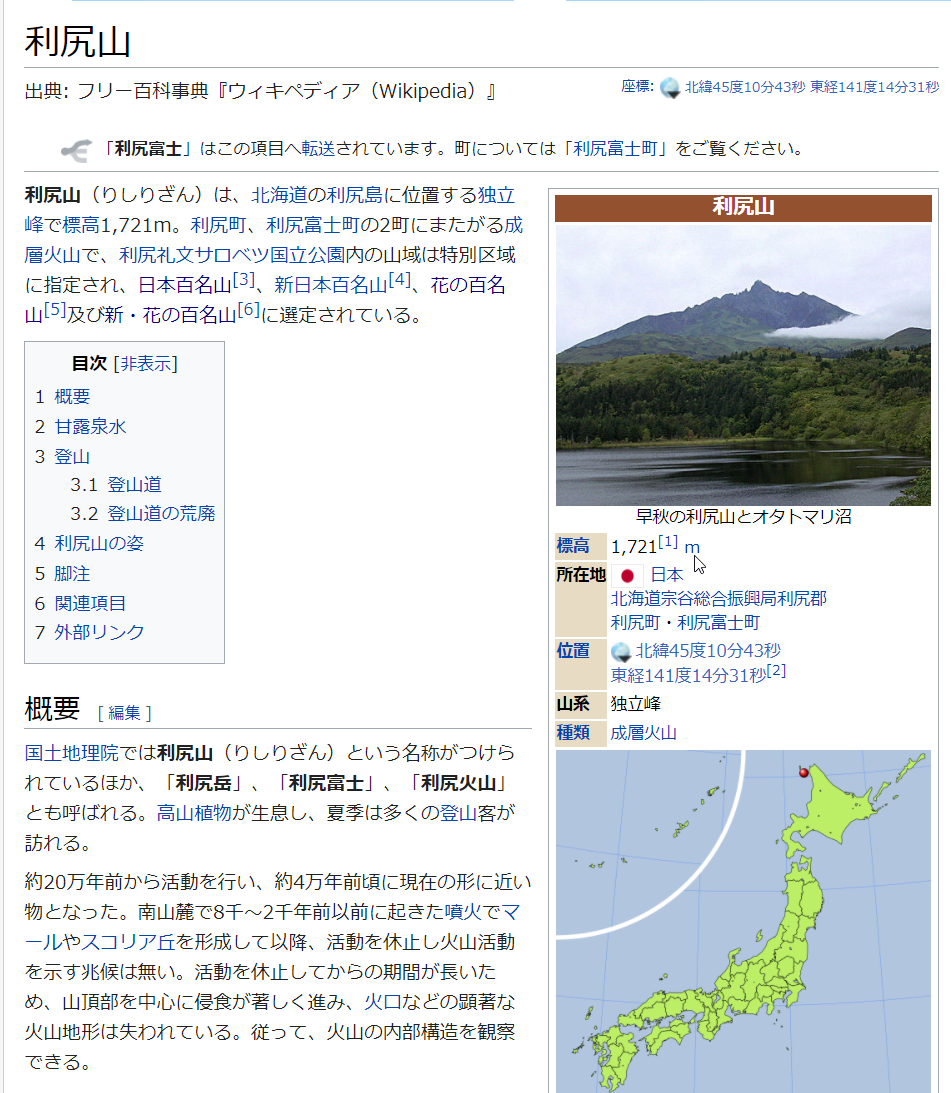 利尻山
出典: フリー百科事典『ウィキペディア（Wikipedia）』
座標: 北緯45度10分43秒 東経141度14分31秒
「利尻富士」はこの項目へ転送されています。町については「利尻富士町」をご覧ください。
利尻山（りしりざん）は、北海道の利尻島に位置する独立
峰で標高1,721m。利尻町、利尻富士町の2町にまたがる成
層火山で、利尻礼文サロベツ国立公園内の山域は特別区域
に指定され、日本百名山[3]、新日本百名山[4]、花の百名
山[5]及び新・花の百名山[6]に選定されている。
目次 [非表示]
1 概要
2 甘露泉水
3 登山
3.1 登山道
3.2 登山道の荒廃
4 利尻山の姿
5 脚注
6 関連項目
7 外部リンク
概要 [ 編集 ]
国土地理院では利尻山（りしりざん）という名称がつけら
れているほか、「利尻岳」、「利尻富士」、「利尻火山」
とも呼ばれる。高山植物が生息し、夏季は多くの登山客が
訪れる。
約20万年前から活動を行い、約4万年前頃に現在の形に近い
物となった。南山麓で8千～2千年前以前に起きた噴火でマ
ールやスコリア丘を形成して以降、活動を休止し火山活動
を示す兆候は無い。活動を休止してからの期間が長いた
め、山頂部を中心に侵食が著しく進み、火口などの顕著な
火山地形は失われている。従って、火山の内部構造を観察
できる。
利尻山
早秋の利尻山とオタトマリ沼
標高 1,721[1] m
所在地 日本
北海道宗谷総合振興局利尻郡
利尻町・利尻富士町
位置 北緯45度10分43秒
東経141度14分31秒[2]
山系 独立峰
種類 成層火山